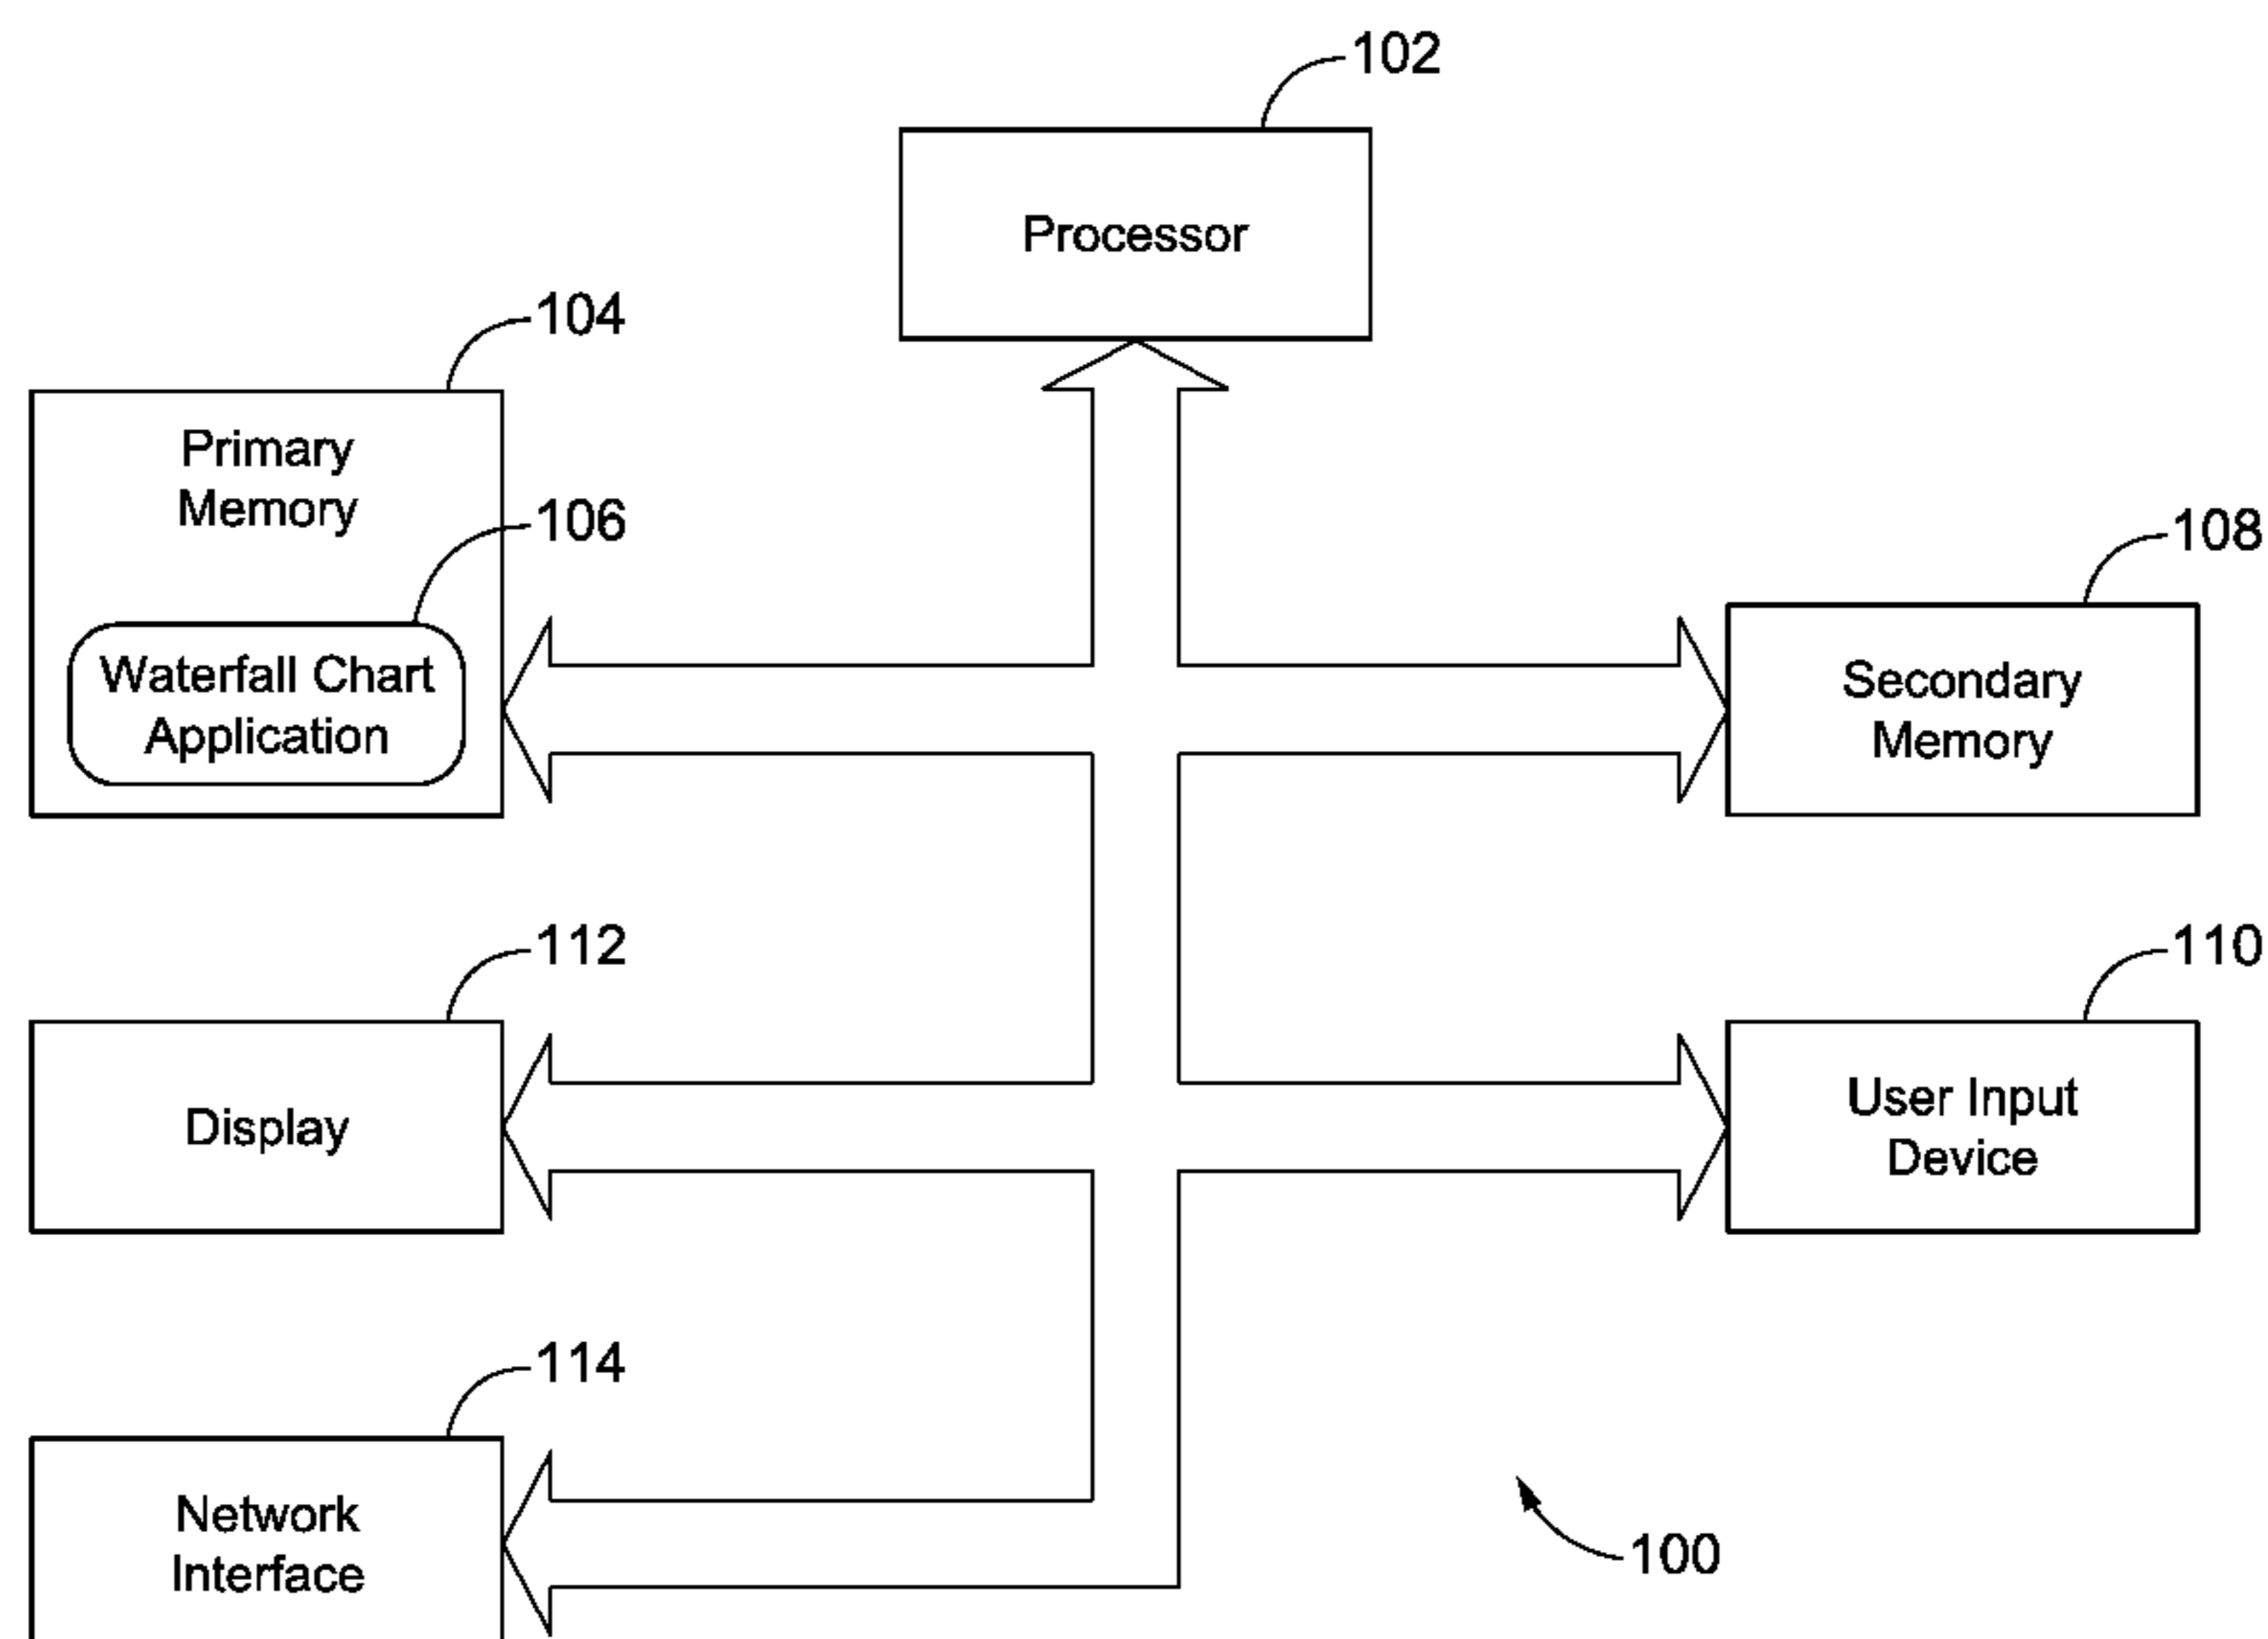 102
Processor
104
Primary
Memory
106
Waterfall Chart
Application
108
Secondary
Memory
112
Display
110
User Input
Device
114
Network
Interface
100